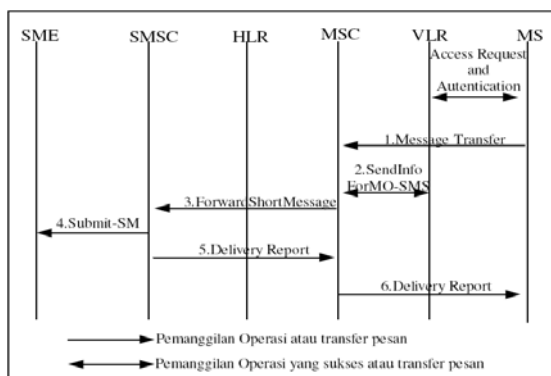 SME SMSC HLR MSC VLR MS
Access Request
and
Autentication
1.Message Transfer
2.SendInfo
ForMO-SMS
3.ForwardShortMessage
4.Submit-SM
5.Delivery Report
6.Delivery Report
Pemanggilan Operasi atau transfer pesan
Pemanggilan Operasi yang sukses atau transfer pesan